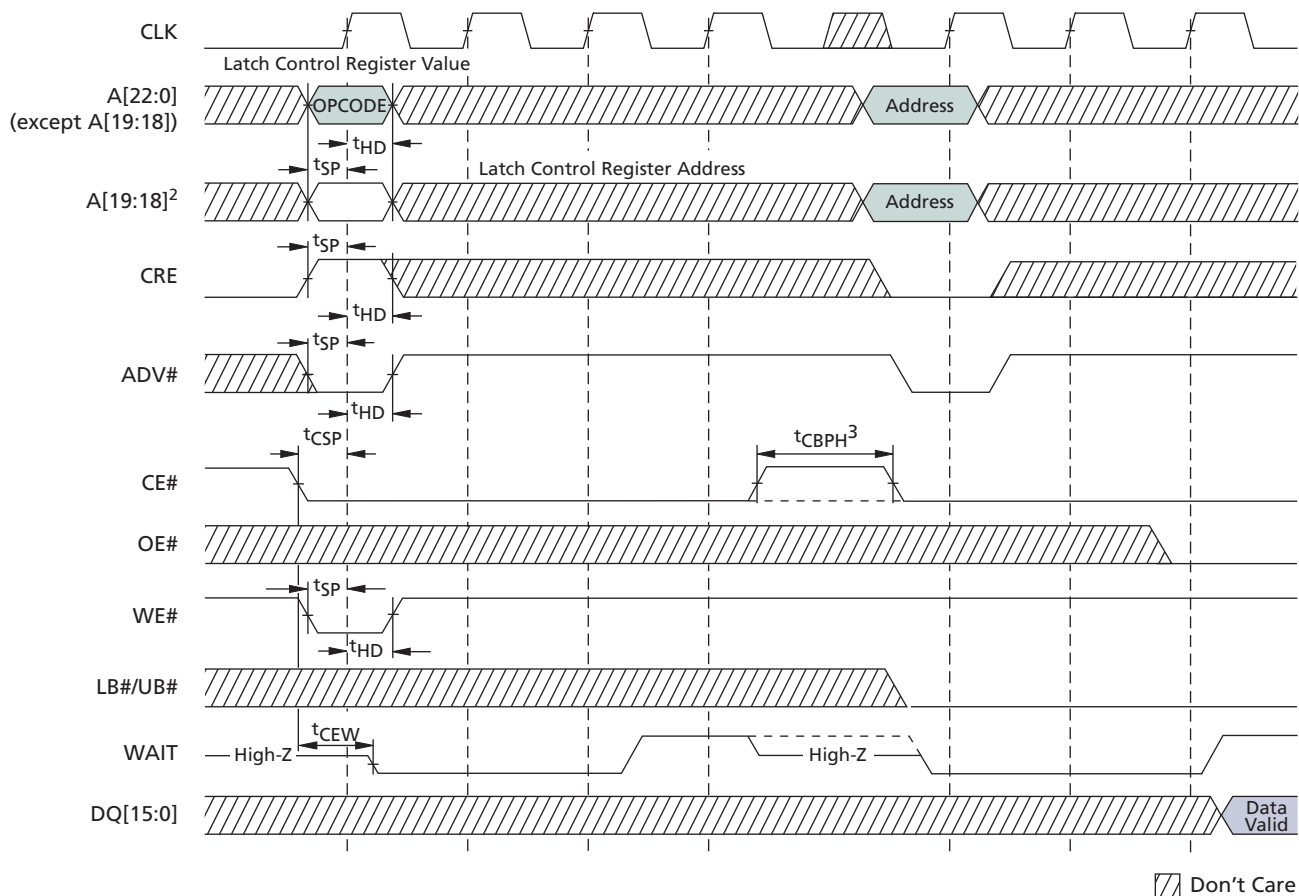 CLK
Latch Control Register Value
A[22:0]
(except A[19:18])
OPCODE
Address
tHD
tSP
Latch Control Register Address
A[19:18]2
Address
tSP
CRE
tHD
tSP
ADV#
tHD
tCSP
tCBPH3
CE#
OE#
tSP
WE#
tHD
LB#/UB#
tCEW
WAIT
High-Z
High-Z
DQ[15:0]
Data
Valid
Don't Care